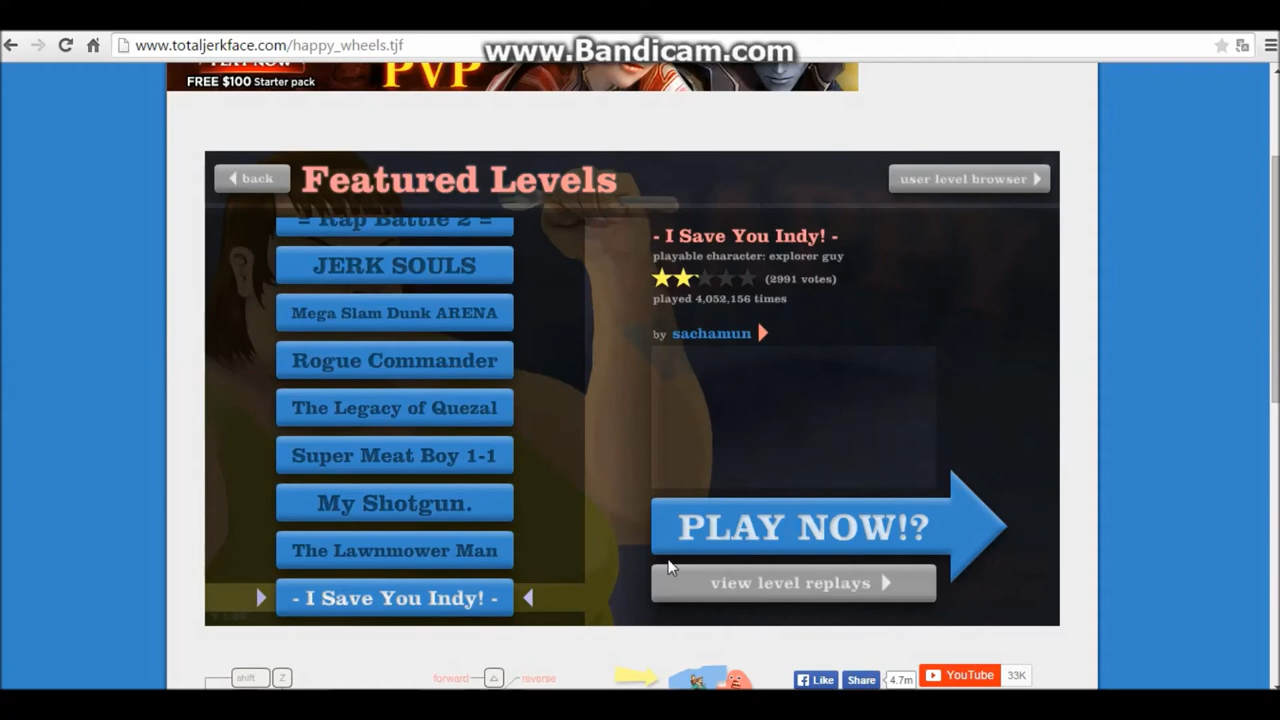 www.totaljerkface.com/happy_wheels.tjf
www.Bandicam.com
PVP
FREE $100 Starter pack
back
Featured Levels
user level browser
= Rap Battle 2 =
JERK SOULS
Mega Slam Dunk ARENA
Rogue Commander
The Legacy of Quezal
Super Meat Boy 1-1
My Shotgun.
The Lawnmower Man
- I Save You Indy! -
- I Save You Indy! -
playable character: explorer guy
(2991 votes)
played 4,052,156 times
by sachamun
PLAY NOW!?
view level replays
shift Z
forward reverse
Like Share 4.7m YouTube 33K